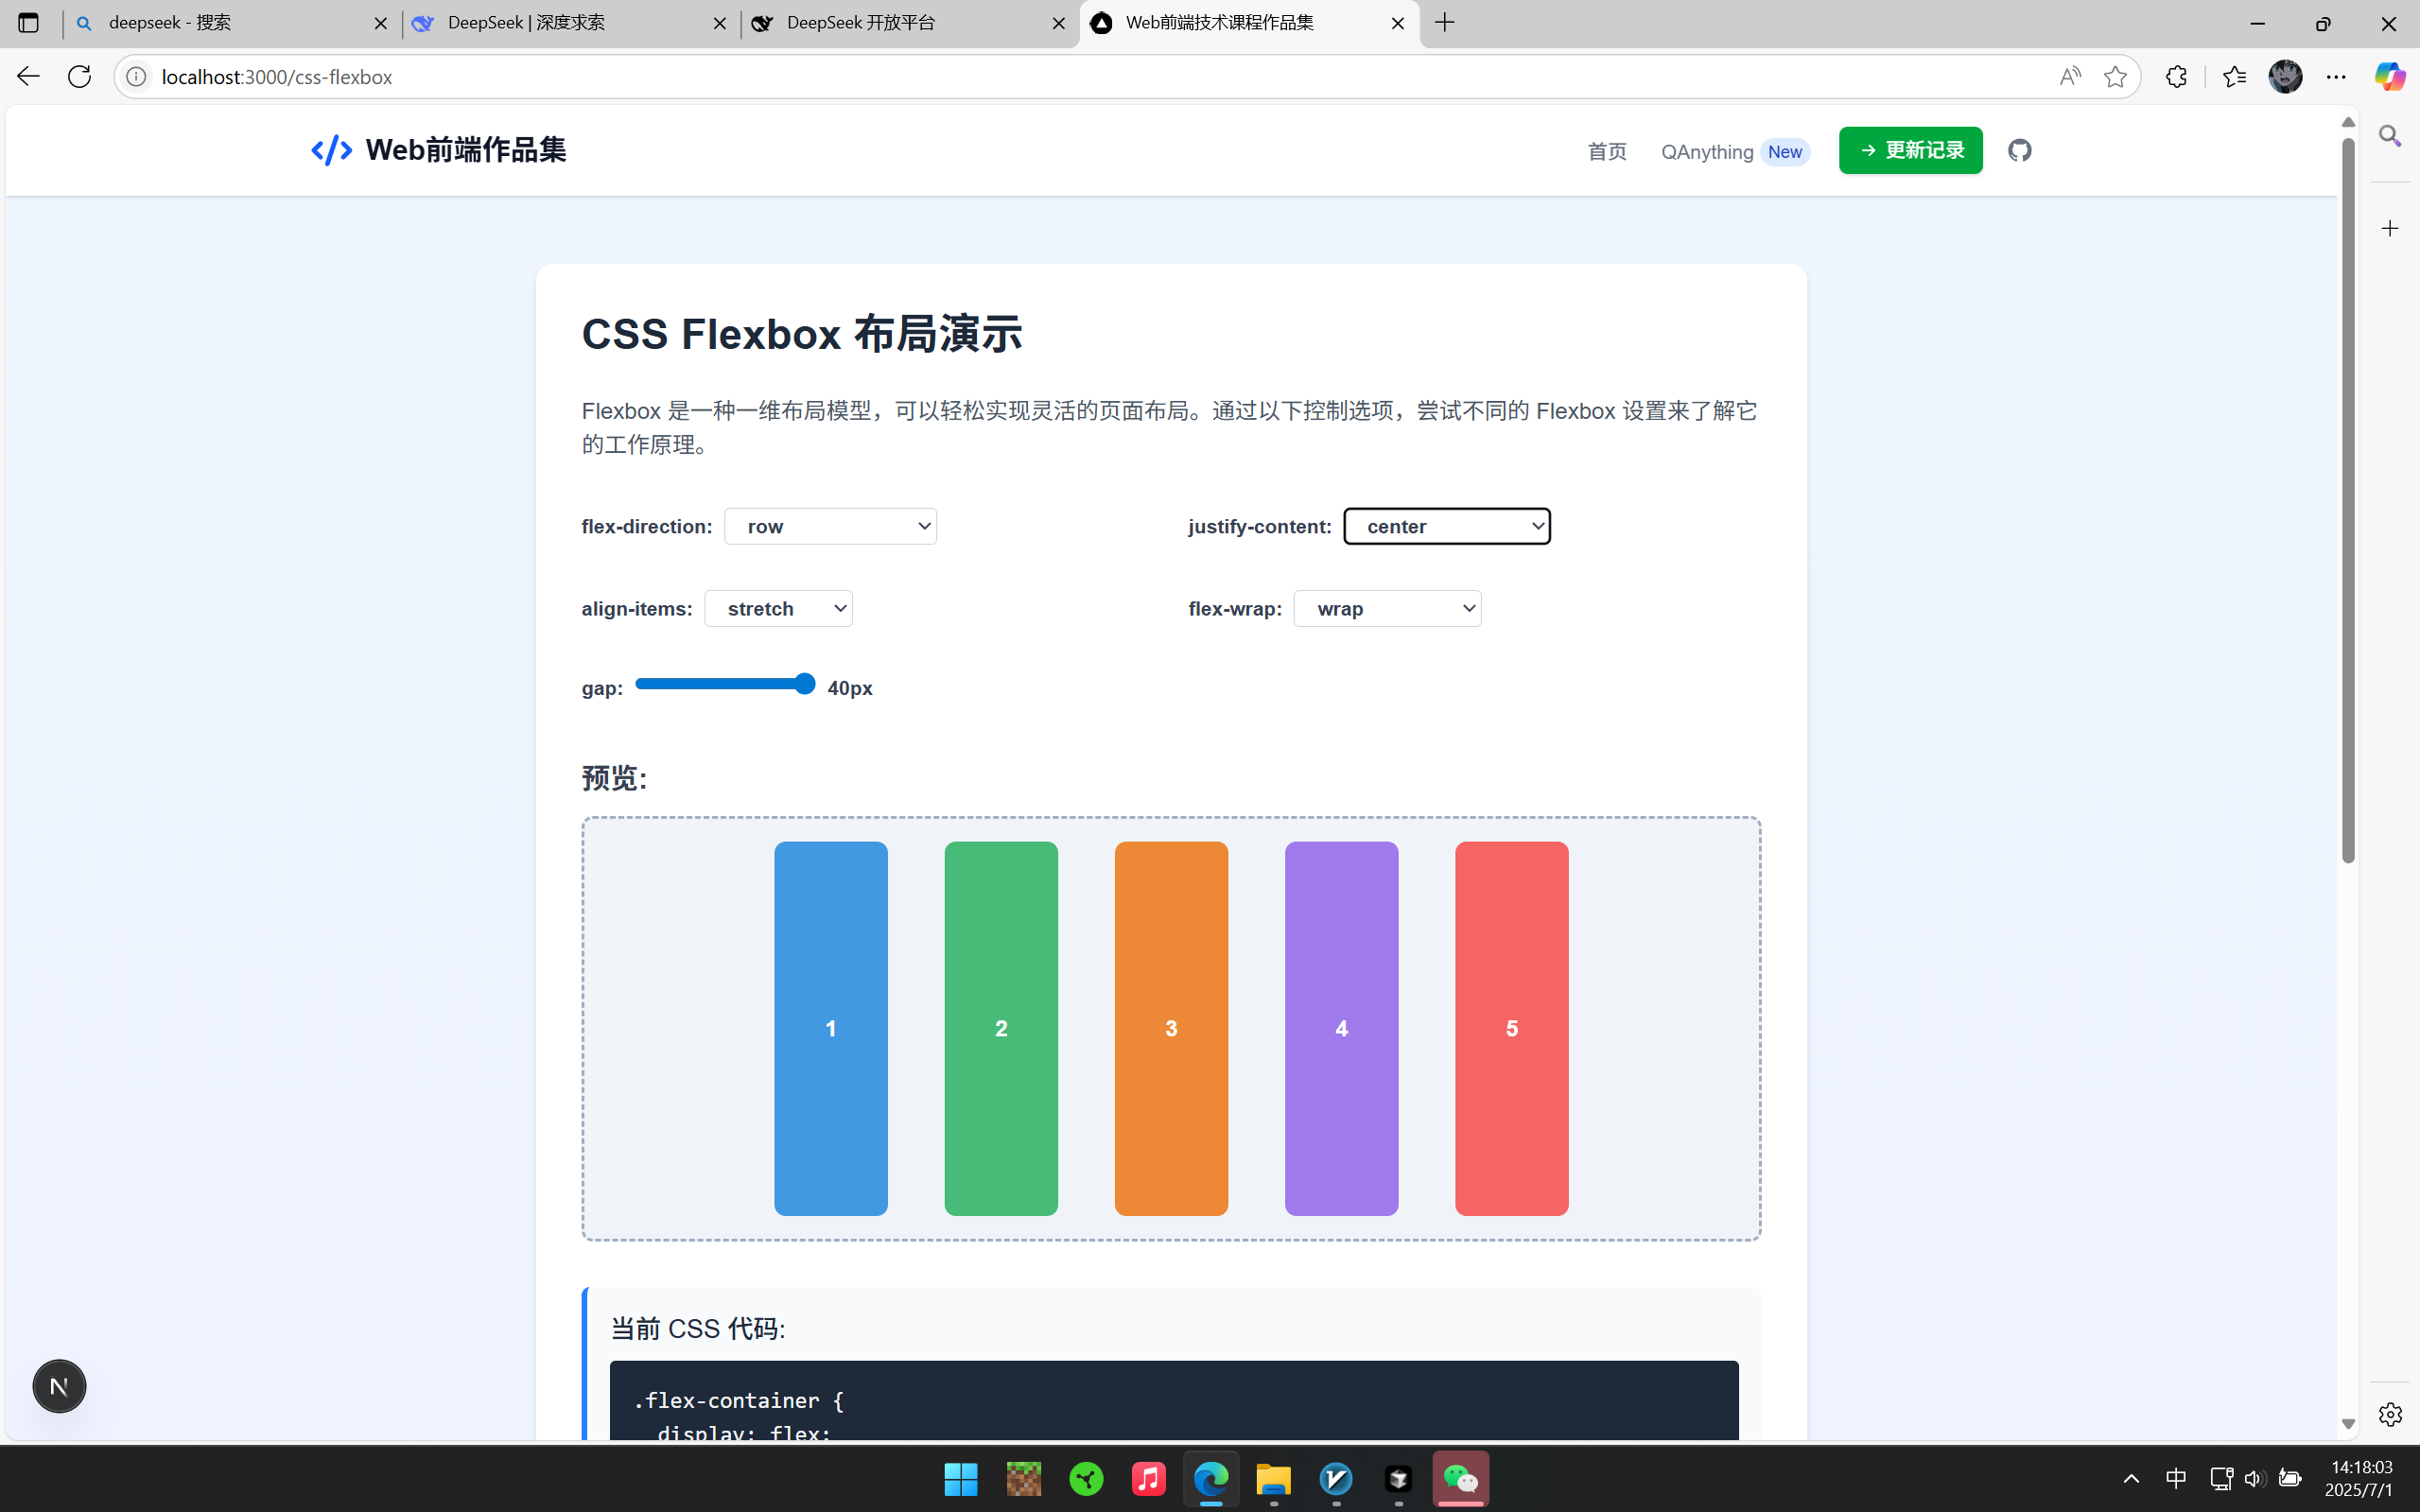 deepseek - 搜索
DeepSeek | 深度求索
DeepSeek 开放平台
Web前端技术课程作品集
localhost:3000/css-flexbox
</> Web前端作品集
首页
QAnything New
→ 更新记录
CSS Flexbox 布局演示
Flexbox 是一种一维布局模型，可以轻松实现灵活的页面布局。通过以下控制选项，尝试不同的 Flexbox 设置来了解它
的工作原理。
flex-direction: row
justify-content: center
align-items: stretch
flex-wrap: wrap
gap: 40px
预览:
1
2
3
4
5
当前 CSS 代码:
.flex-container {
display: flex;
N
中
14:18:03
2025/7/1